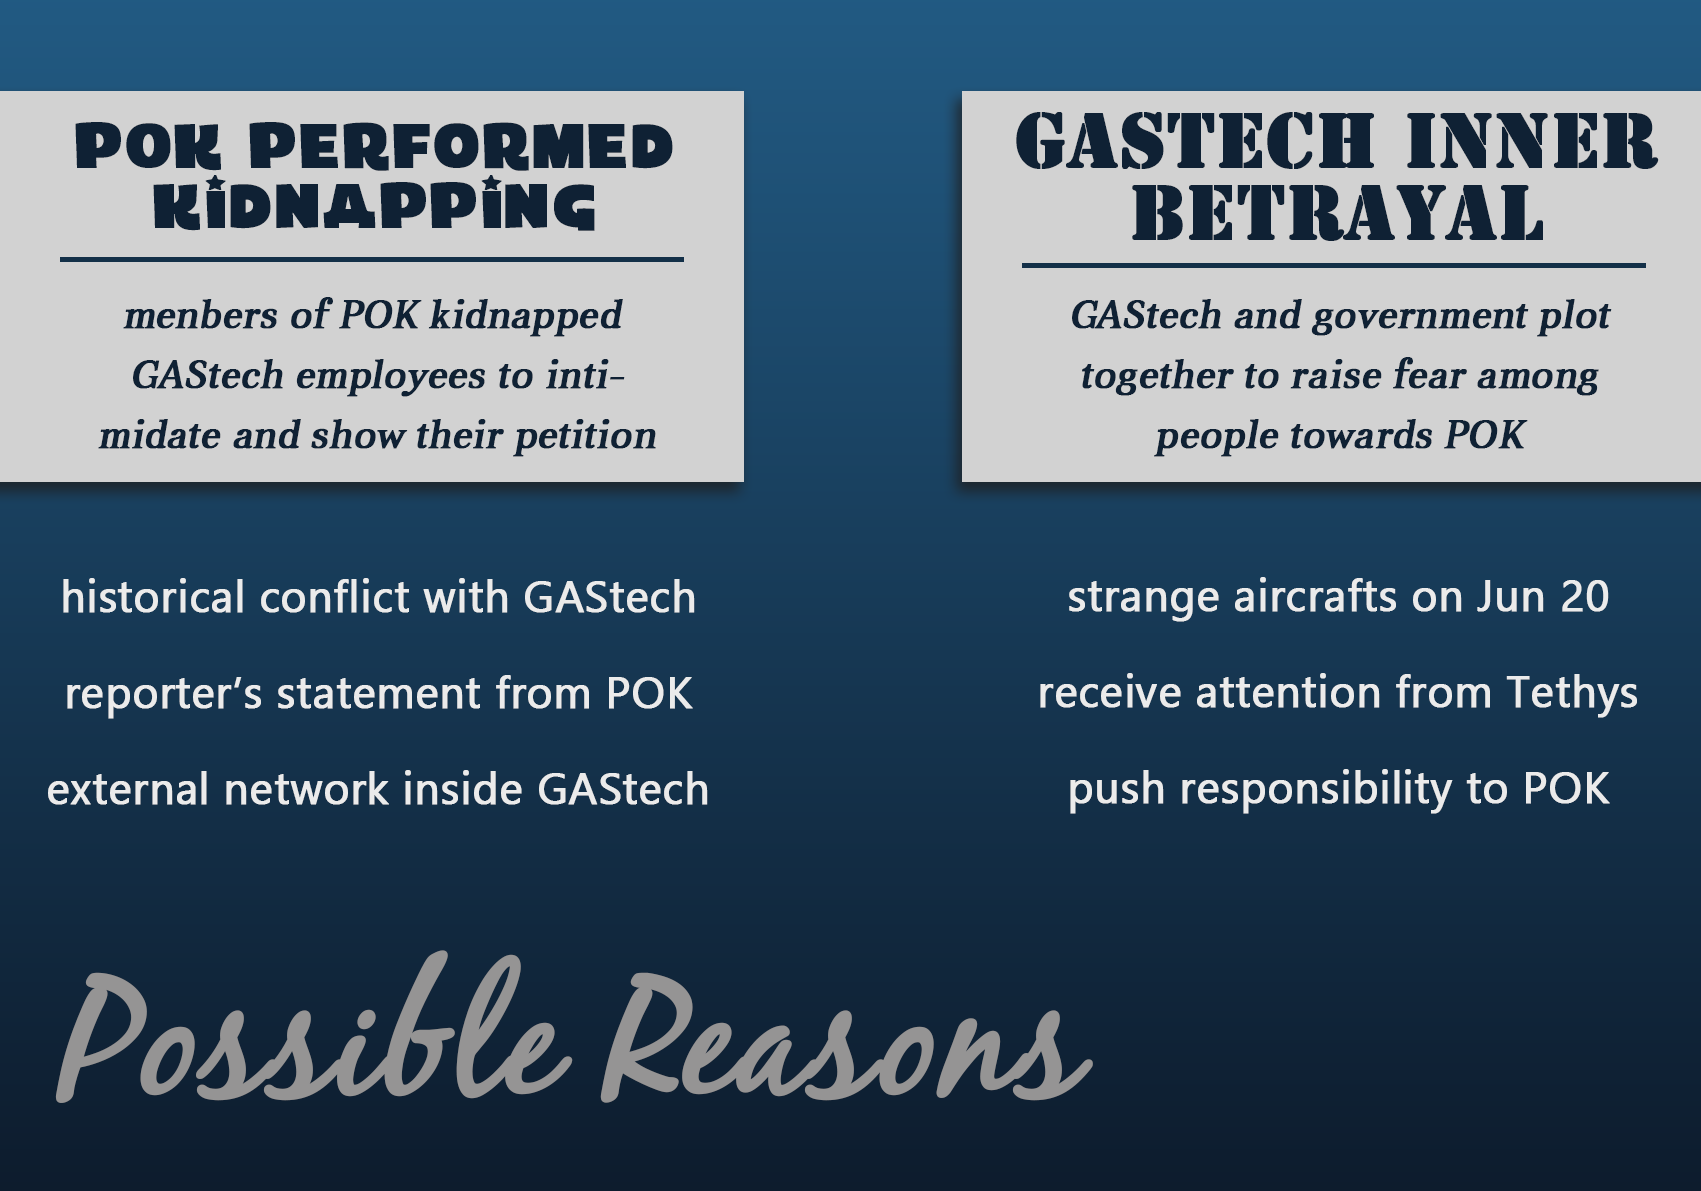 POK PERFORMED
KiDNAPPiNG
menbers of POK kidnapped
GAStech employees to inti-
midate and show their petition
historical conflict with GAStech
reporter’s statement from POK
external network inside GAStech
GASTECH INNER
BETRAYAL
GAStech and government plot
together to raise fear among
people towards POK
strange aircrafts on Jun 20
receive attention from Tethys
push responsibility to POK
Possible Reasons